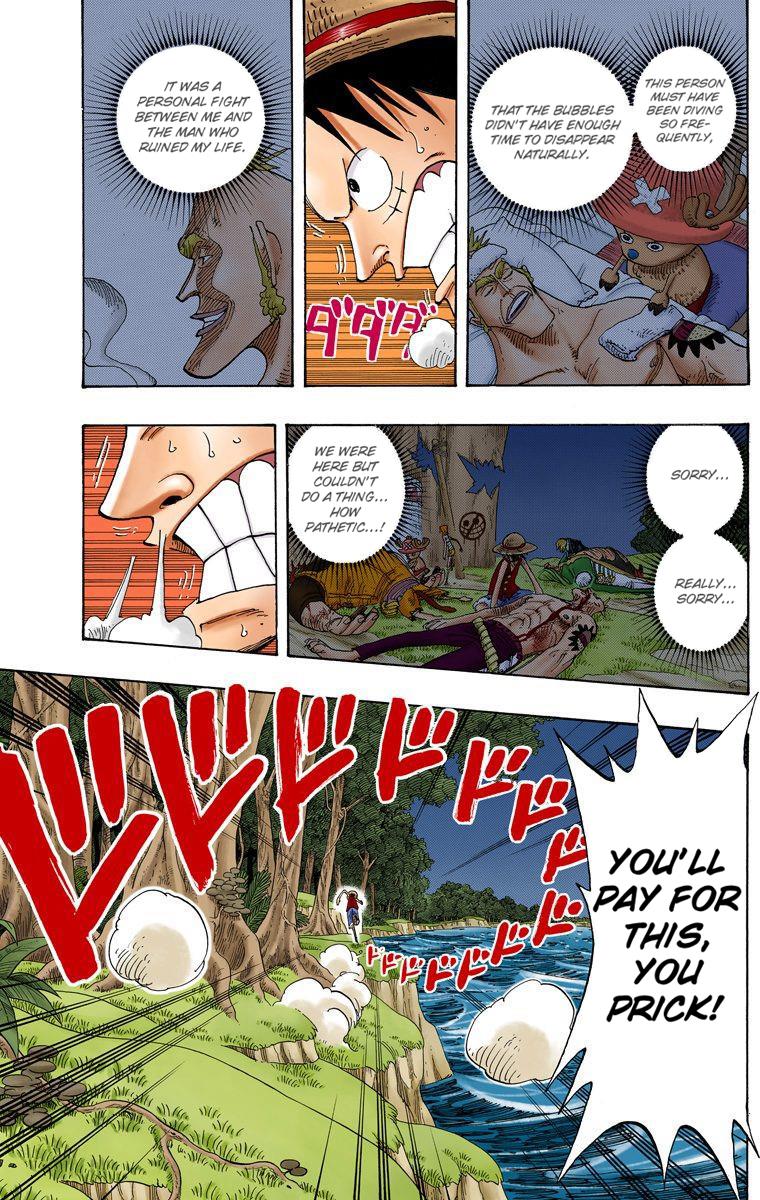 THIS PERSON
MUST HAVE
BEEN DIVING
SO FRE-
QUENTLY,
THAT THE BUBBLES
DIDN'T HAVE ENOUGH
TIME TO DISAPPEAR
NATURALLY.
ダダダ
IT WAS A
PERSONAL FIGHT
BETWEEN ME AND
THE MAN WHO
RUINED MY LIFE.
SORRY...
REALLY...
SORRY...
WE WERE
HERE BUT
COULDN'T
DO A THING...
HOW
PATHETIC...!
YOU'LL
PAY FOR
THIS,
YOU
PRICK!
ドドドドドドドドドドドドド